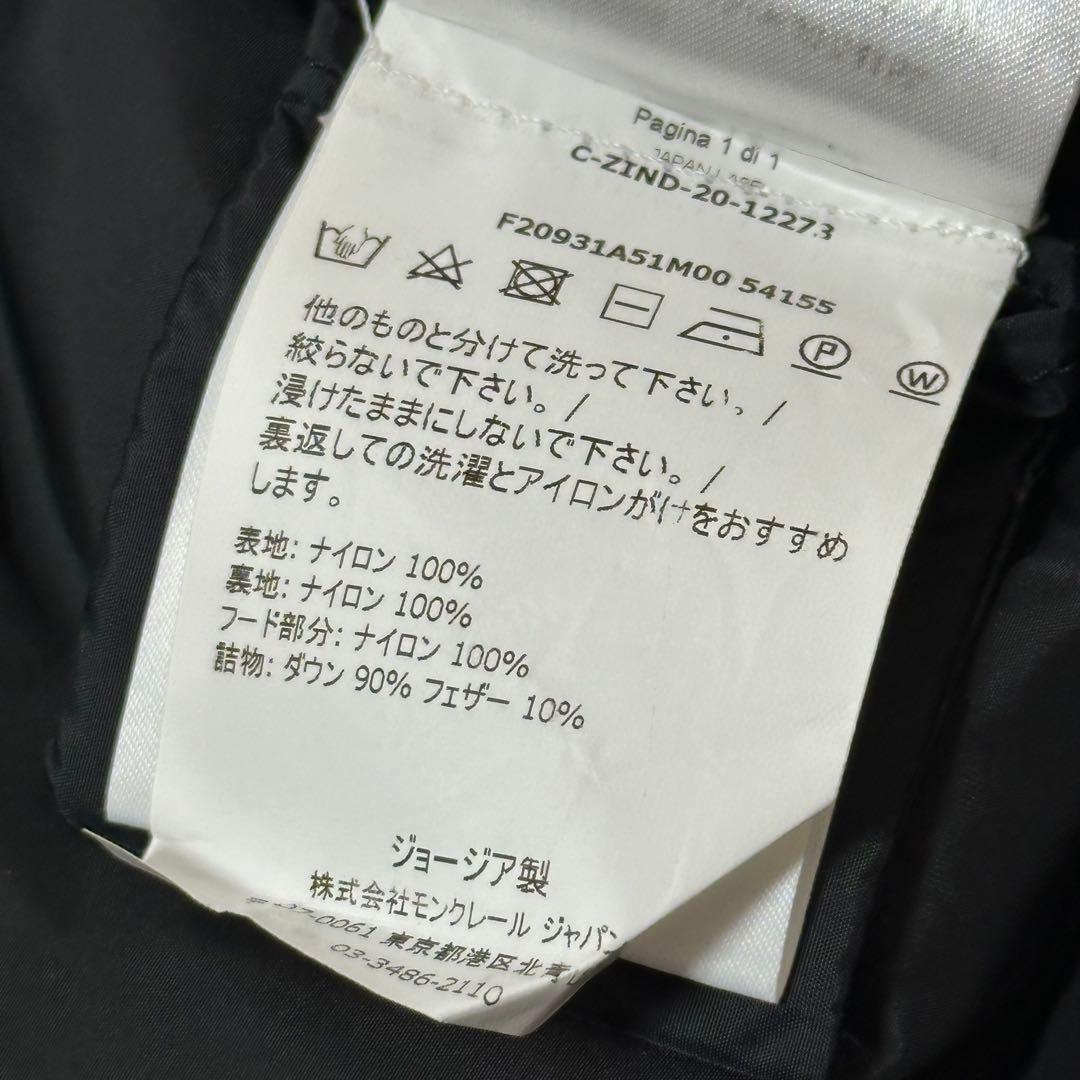 Pagina 1 di 1
JAPAN LABEL
C-ZIND-20-12273
F20931A51M00 54155
P
W
他のものと分けて洗って下さい。/
絞らないで下さい。/
浸けたままにしないで下さい。/
裏返しての洗濯とアイロンがけをおすすめ
します。
表地: ナイロン 100%
裏地: ナイロン 100%
フード部分: ナイロン 100%
詰物: ダウン 90% フェザー 10%
ジョージア製
株式会社モンクレール ジャパン
7-0061 東京都港区北青
03-3486-2110